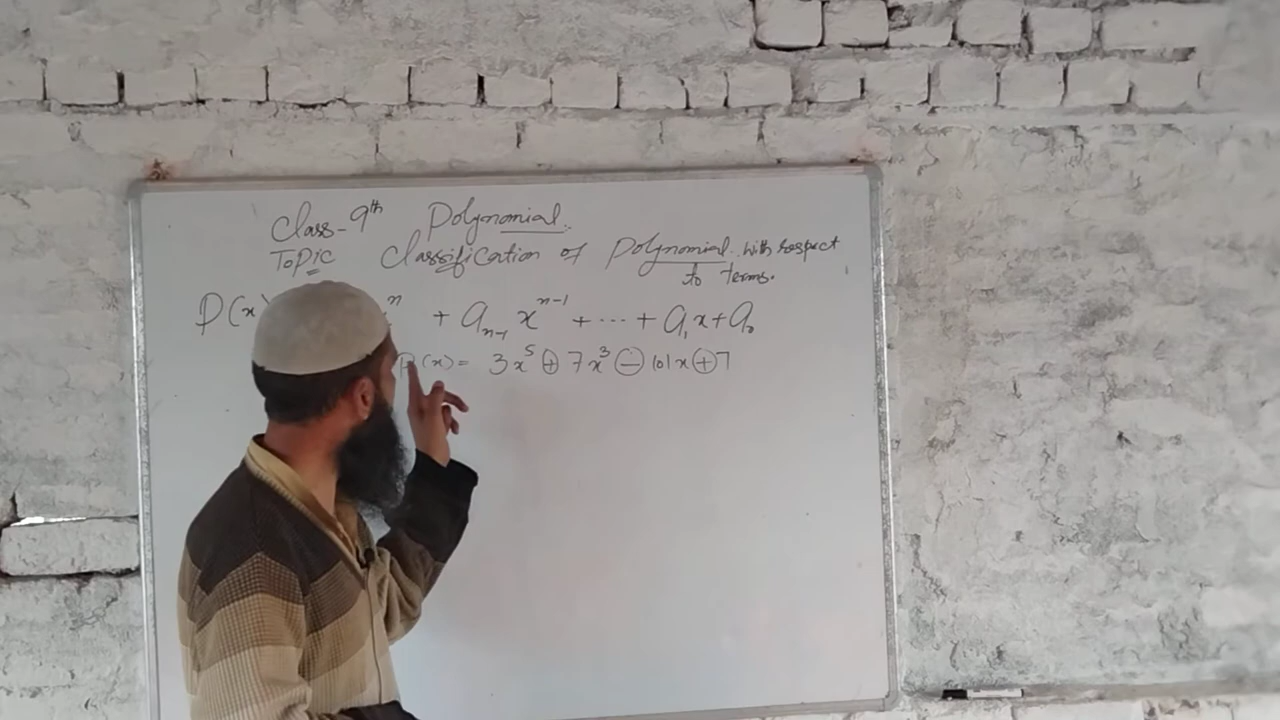 Class-9th Polynomial.
Topic Classification of Polynomial with respect
to terms.
P(x) n + aₙ₋₁ xⁿ⁻¹ + ... + a₁x + a₀
P(x) = 3x⁵ ⊕ 7x³ ⊖ 101x ⊕ 7